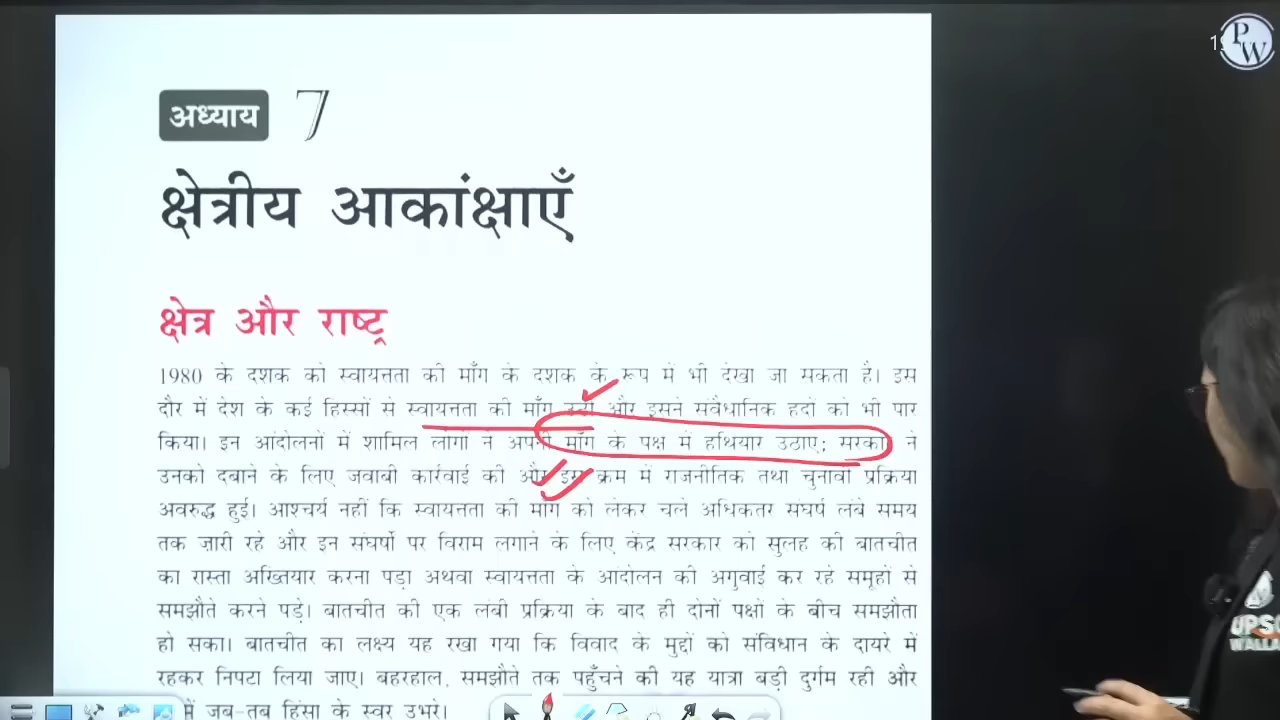 PW
अध्याय 7
क्षेत्रीय आकांक्षाएँ
क्षेत्र और राष्ट्र
1980 के दशक को स्वायत्तता की माँग के दशक के रूप में भी देखा जा सकता है। इस
दौर में देश के कई हिस्सों से स्वायत्तता की माँग उठी और इसने संवैधानिक हदों को भी पार
किया। इन आंदोलनों में शामिल लोगों ने अपनी माँग के पक्ष में हथियार उठाए; सरकार ने
उनको दबाने के लिए जवाबी कार्रवाई की और इस क्रम में राजनीतिक तथा चुनावी प्रक्रिया
अवरुद्ध हुई। आश्चर्य नहीं कि स्वायत्तता की माँग को लेकर चले अधिकतर संघर्ष लंबे समय
तक जारी रहे और इन संघर्षों पर विराम लगाने के लिए केंद्र सरकार को सुलह की बातचीत
का रास्ता अख्तियार करना पड़ा अथवा स्वायत्तता के आंदोलन की अगुवाई कर रहे समूहों से
समझौते करने पड़े। बातचीत की एक लंबी प्रक्रिया के बाद ही दोनों पक्षों के बीच समझौता
हो सका। बातचीत का लक्ष्य यह रखा गया कि विवाद के मुद्दों को संविधान के दायरे में
रहकर निपटा लिया जाए। बहरहाल, समझौते तक पहुँचने की यह यात्रा बड़ी दुर्गम रही और
में जब-तब हिंसा के स्वर उभरे।
UPSC
WALLA